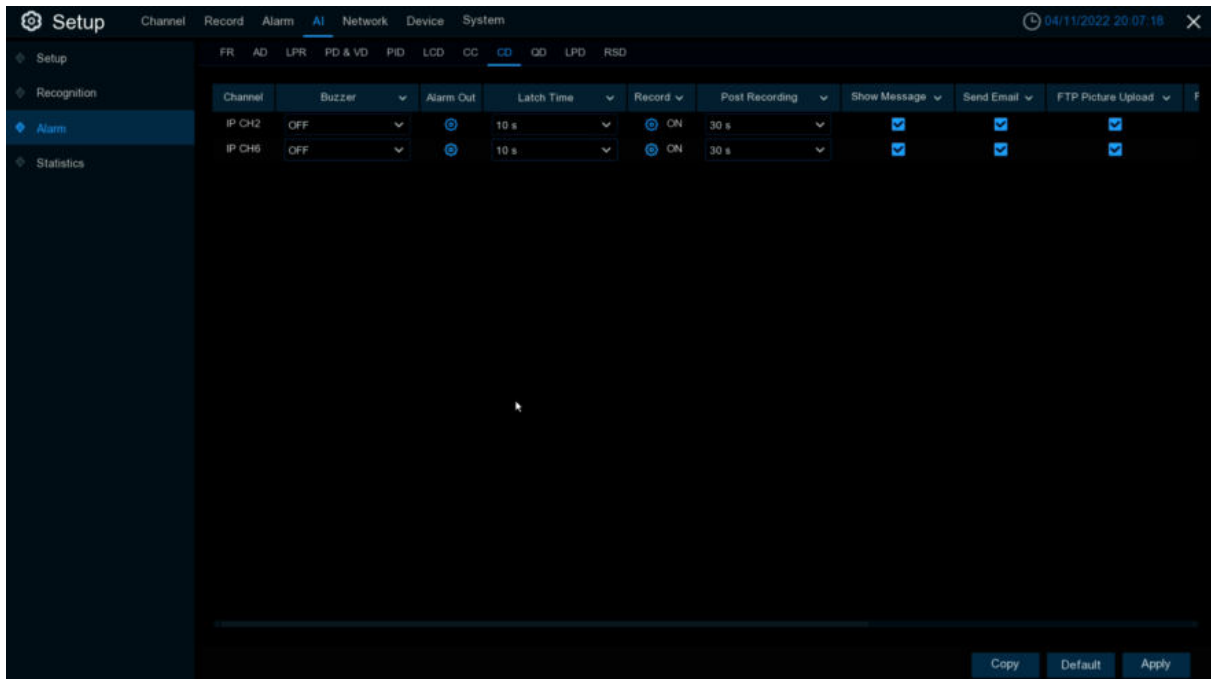 Setup Channel Record Alarm AI Network Device System 04/11/2022 20:07:18
FR AD LPR PD & VD PID LCD CC CD QD LPD RSD
Setup
Recognition
Alarm
Statistics
Channel Buzzer Alarm Out Latch Time Record Post Recording Show Message Send Email FTP Picture Upload F
IP CH2 OFF 10 s ON 30 s
IP CH6 OFF 10 s ON 30 s
Copy Default Apply